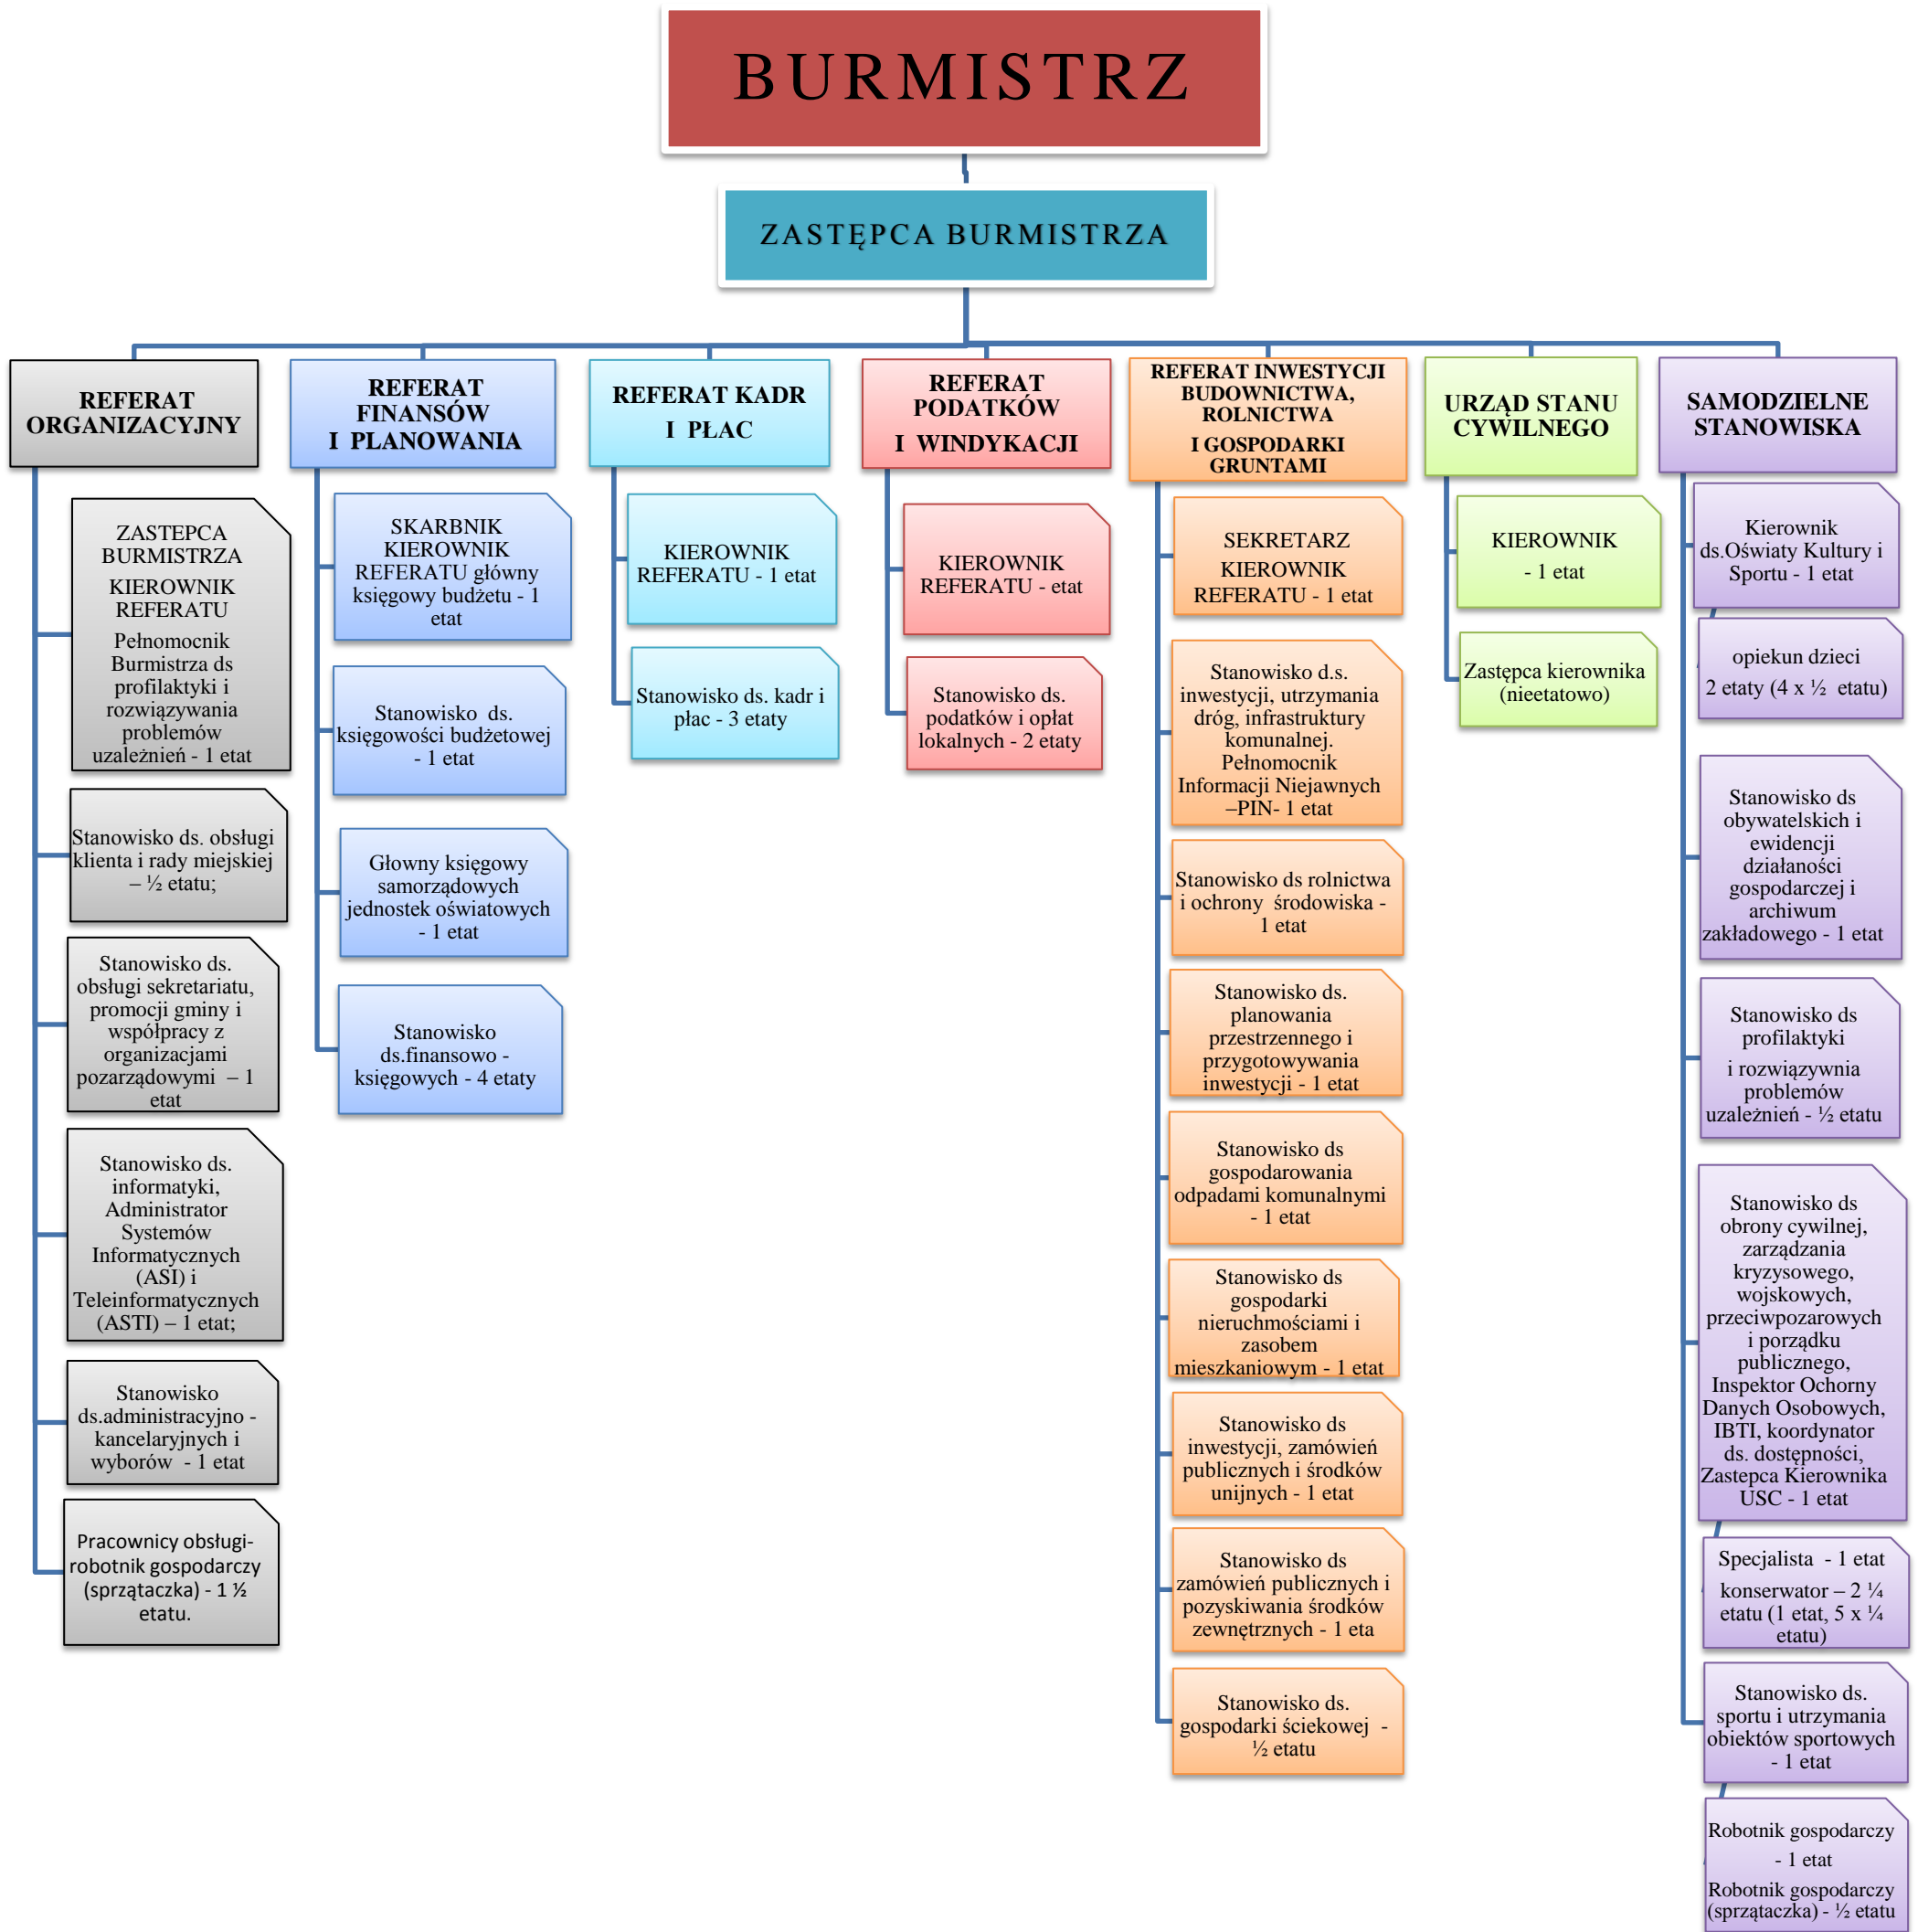 BURMISTRZ
ZASTĘPCA BURMISTRZA
REFERAT
ORGANIZACYJNY
ZASTEPCA
BURMISTRZA
KIEROWNIK
REFERATU
Pełnomocnik
Burmistrza ds
profilaktyki i
rozwiązywania
problemów
uzależnień - 1 etat
Stanowisko ds. obsługi
klienta i rady miejskiej
– ½ etatu;
Stanowisko ds.
obsługi sekretariatu,
promocji gminy i
współpracy z
organizacjami
pozarządowymi – 1
etat
Stanowisko ds.
informatyki,
Administrator
Systemów
Informatycznych
(ASI) i
Teleinformatycznych
(ASTI) – 1 etat;
Stanowisko
ds.administracyjno -
kancelaryjnych i
wyborów - 1 etat
Pracownicy obsługi-
robotnik gospodarczy
(sprzątaczka) - 1 ½
etatu.
REFERAT
FINANSÓW
I PLANOWANIA
SKARBNIK
KIEROWNIK
REFERATU główny
księgowy budżetu - 1
etat
Stanowisko ds.
księgowości budżetowej
- 1 etat
Głowny księgowy
samorządowych
jednostek oświatowych
- 1 etat
Stanowisko
ds.finansowo -
księgowych - 4 etaty
REFERAT KADR
I PŁAC
KIEROWNIK
REFERATU - 1 etat
Stanowisko ds. kadr i
płac - 3 etaty
REFERAT
PODATKÓW
I WINDYKACJI
KIEROWNIK
REFERATU - etat
Stanowisko ds.
podatków i opłat
lokalnych - 2 etaty
REFERAT INWESTYCJI
BUDOWNICTWA,
ROLNICTWA
I GOSPODARKI
GRUNTAMI
SEKRETARZ
KIEROWNIK
REFERATU - 1 etat
Stanowisko d.s.
inwestycji, utrzymania
dróg, infrastruktury
komunalnej.
Pełnomocnik
Informacji Niejawnych
–PIN- 1 etat
Stanowisko ds rolnictwa
i ochrony środowiska -
1 etat
Stanowisko ds.
planowania
przestrzennego i
przygotowywania
inwestycji - 1 etat
Stanowisko ds
gospodarowania
odpadami komunalnymi
- 1 etat
Stanowisko ds
gospodarki
nieruchmościami i
zasobem
mieszkaniowym - 1 etat
Stanowisko ds
inwestycji, zamówień
publicznych i środków
unijnych - 1 etat
Stanowisko ds
zamówień publicznych i
pozyskiwania środków
zewnętrznych - 1 eta
Stanowisko ds.
gospodarki ściekowej -
½ etatu
URZĄD STANU
CYWILNEGO
KIEROWNIK
- 1 etat
Zastępca kierownika
(nieetatowo)
SAMODZIELNE
STANOWISKA
Kierownik
ds.Oświaty Kultury i
Sportu - 1 etat
opiekun dzieci
2 etaty (4 x ½ etatu)
Stanowisko ds
obywatelskich i
ewidencji
działaności
gospodarczej i
archiwum
zakładowego - 1 etat
Stanowisko ds
profilaktyki
i rozwiązywnia
problemów
uzależnień - ½ etatu
Stanowisko ds
obrony cywilnej,
zarządzania
kryzysowego,
wojskowych,
przeciwpozarowych
i porządku
publicznego,
Inspektor Ochorny
Danych Osobowych,
IBTI, koordynator
ds. dostępności,
Zastepca Kierownika
USC - 1 etat
Specjalista - 1 etat
konserwator – 2 ¼
etatu (1 etat, 5 x ¼
etatu)
Stanowisko ds.
sportu i utrzymania
obiektów sportowych
- 1 etat
Robotnik gospodarczy
- 1 etat
Robotnik gospodarczy
(sprzątaczka) - ½ etatu